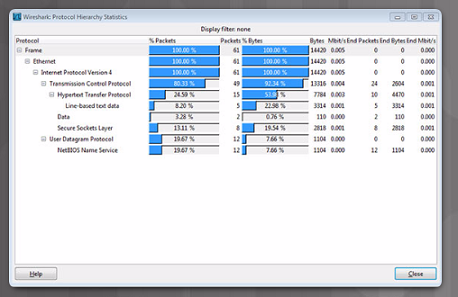 Wireshark: Protocol Hierarchy Statistics
Display filter: none
Protocol % Packets Packets % Bytes Bytes Mbit/s End Packets End Bytes End Mbit/s
Frame 100.00 % 61 100.00 % 14420 0.005 0 0 0.000
Ethernet 100.00 % 61 100.00 % 14420 0.005 0 0 0.000
Internet Protocol Version 4 100.00 % 61 100.00 % 14420 0.005 0 0 0.000
Transmission Control Protocol 80.33 % 49 92.34 % 13316 0.004 24 2604 0.001
Hypertext Transfer Protocol 24.59 % 15 53.98 % 7784 0.003 10 4470 0.001
Line-based text data 8.20 % 5 22.98 % 3314 0.001 5 3314 0.001
Data 3.28 % 2 0.76 % 110 0.000 2 110 0.000
Secure Sockets Layer 13.11 % 8 19.54 % 2818 0.001 8 2818 0.001
User Datagram Protocol 19.67 % 12 7.66 % 1104 0.000 0 0 0.000
NetBIOS Name Service 19.67 % 12 7.66 % 1104 0.000 12 1104 0.000
Help Close